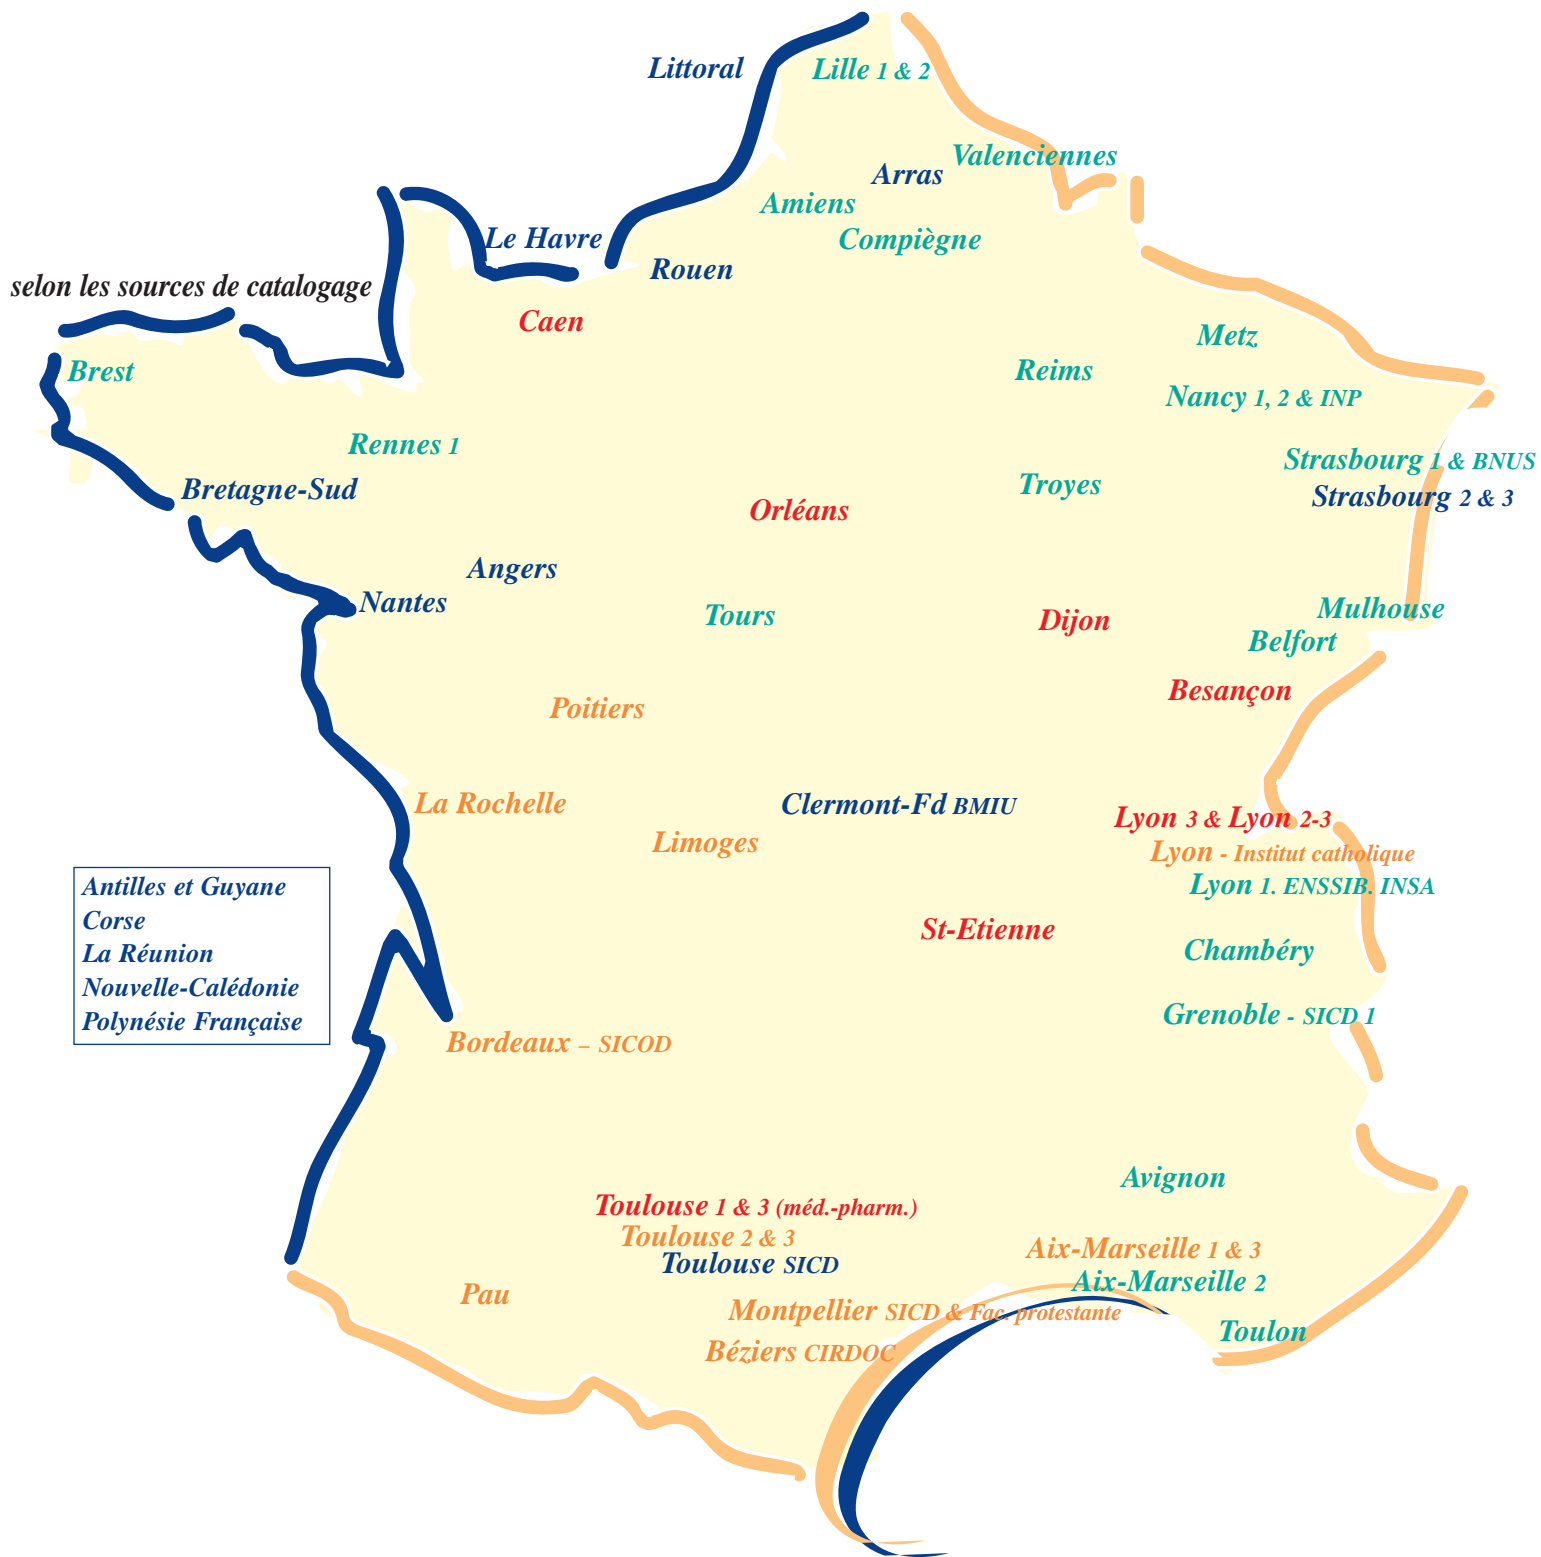 Littoral
Lille 1 & 2
Valenciennes
Arras
Amiens
Compiègne
Le Havre
Rouen
selon les sources de catalogage
Caen
Metz
Brest
Reims
Nancy 1, 2 & INP
Rennes 1
Strasbourg 1 & BNUS
Bretagne-Sud
Troyes
Strasbourg 2 & 3
Orléans
Angers
Nantes
Tours
Dijon
Mulhouse
Belfort
Besançon
Poitiers
La Rochelle
Clermont-Fd BMIU
Lyon 3 & Lyon 2-3
Limoges
Lyon - Institut catholique
Lyon 1. ENSSIB. INSA
Antilles et Guyane
Corse
La Réunion
Nouvelle-Calédonie
Polynésie Française
St-Etienne
Chambéry
Grenoble - SICD 1
Bordeaux – SICOD
Avignon
Toulouse 1 & 3 (méd.-pharm.)
Toulouse 2 & 3
Toulouse SICD
Aix-Marseille 1 & 3
Aix-Marseille 2
Pau
Montpellier SICD & Fac. protestante
Toulon
Béziers CIRDOC